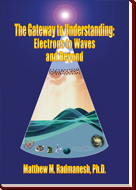 The Gateway to Understanding:
Electrons to Waves
and Beyond
Matthew M. Radmanesh, Ph.D.